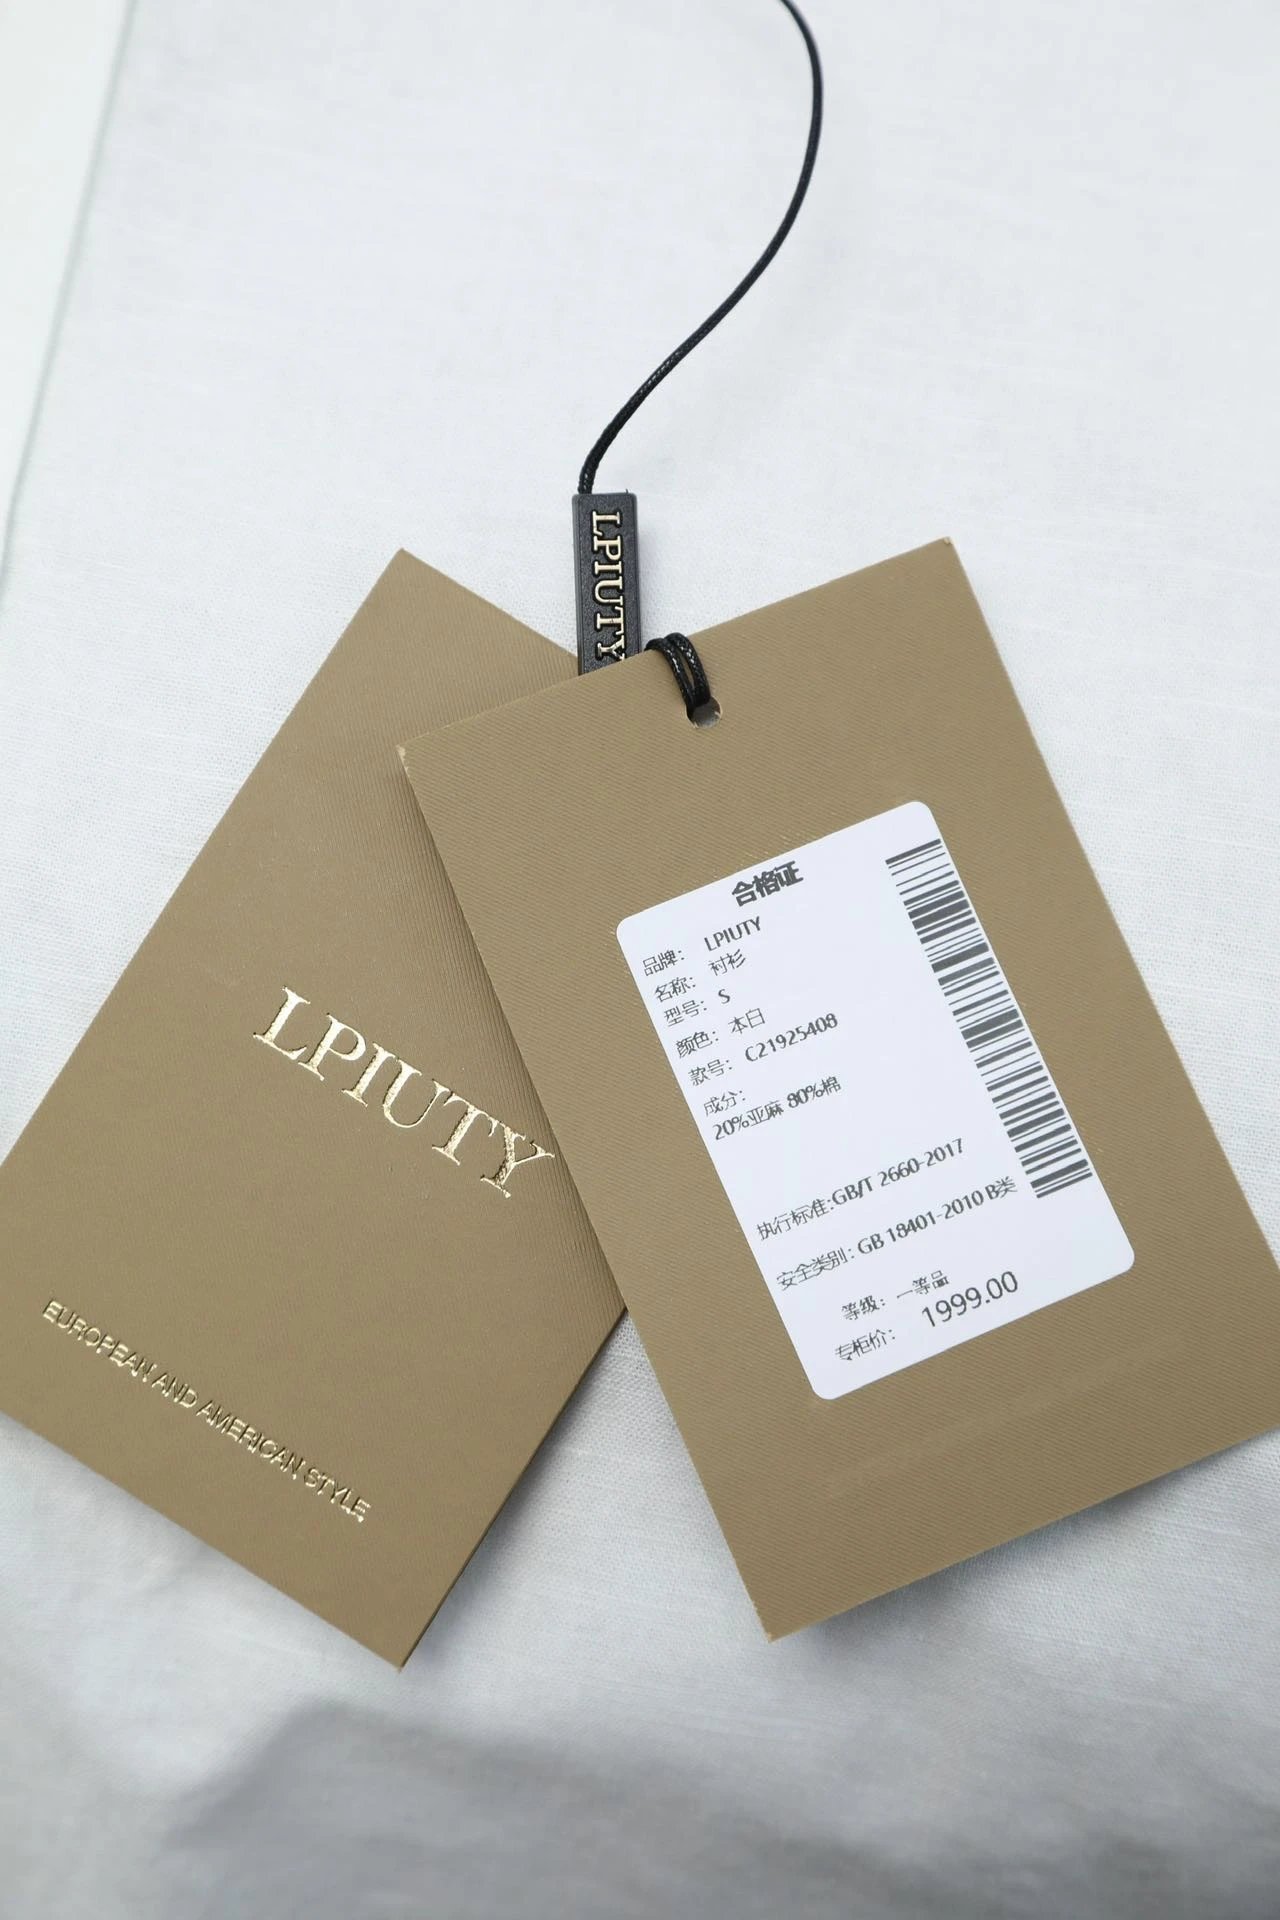 LPIUTY
LPIUTY
EUROPEAN AND AMERICAN STYLE
合格证
品牌: LPIUTY
名称: 衬衫
型号: S
颜色: 本白
款号: C21925408
成分:
20%亚麻 80%棉
执行标准:GB/T 2660-2017
安全类别: GB 18401-2010 B类
等级: 一等品
专柜价: 1999.00